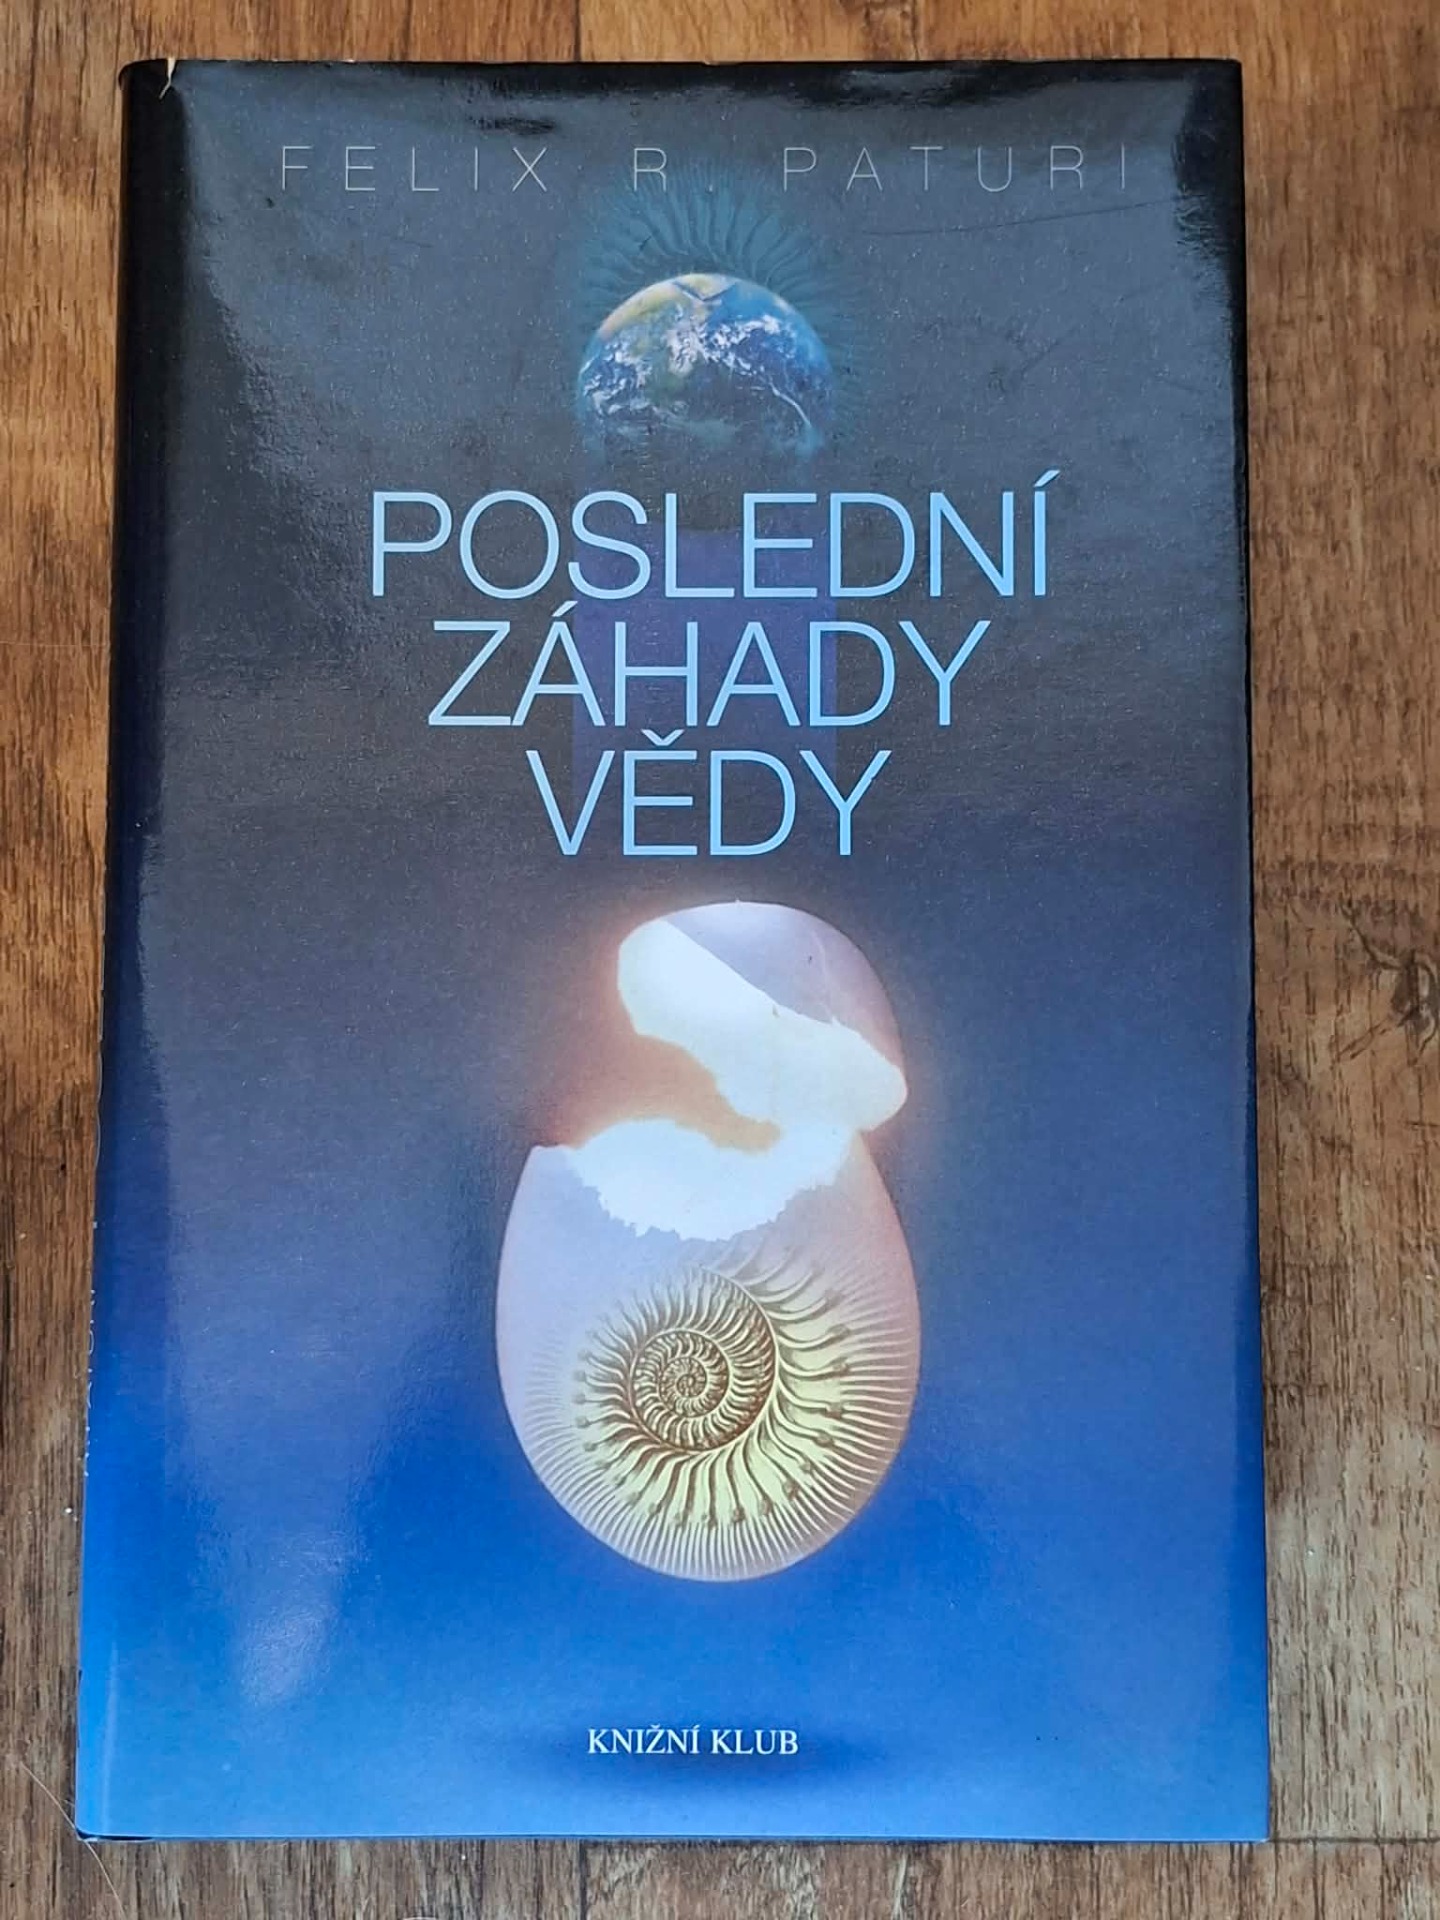 FELIX R. PATURI
POSLEDNÍ
ZÁHADY
VĚDY
KNIŽNÍ KLUB